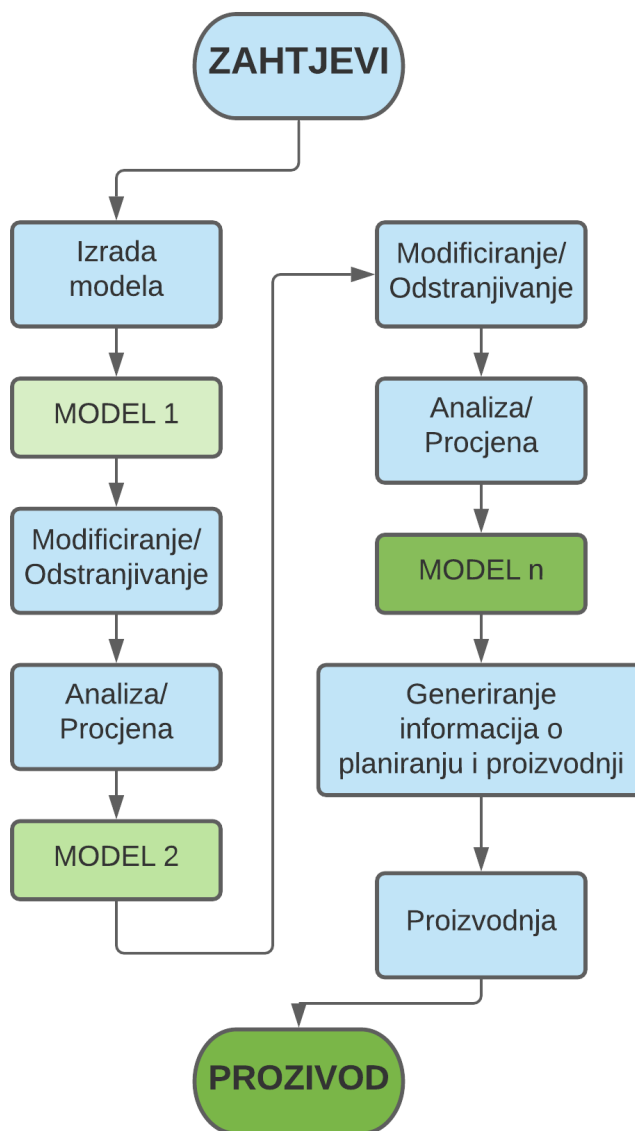 ZAHTJEVI
Izrada
modela
MODEL 1
Modificiranje/
Odstranjivanje
Analiza/
Procjena
MODEL 2
Modificiranje/
Odstranjivanje
Analiza/
Procjena
MODEL n
Generiranje
informacija o
planiranju i proizvodnji
Proizvodnja
PROZIVOD